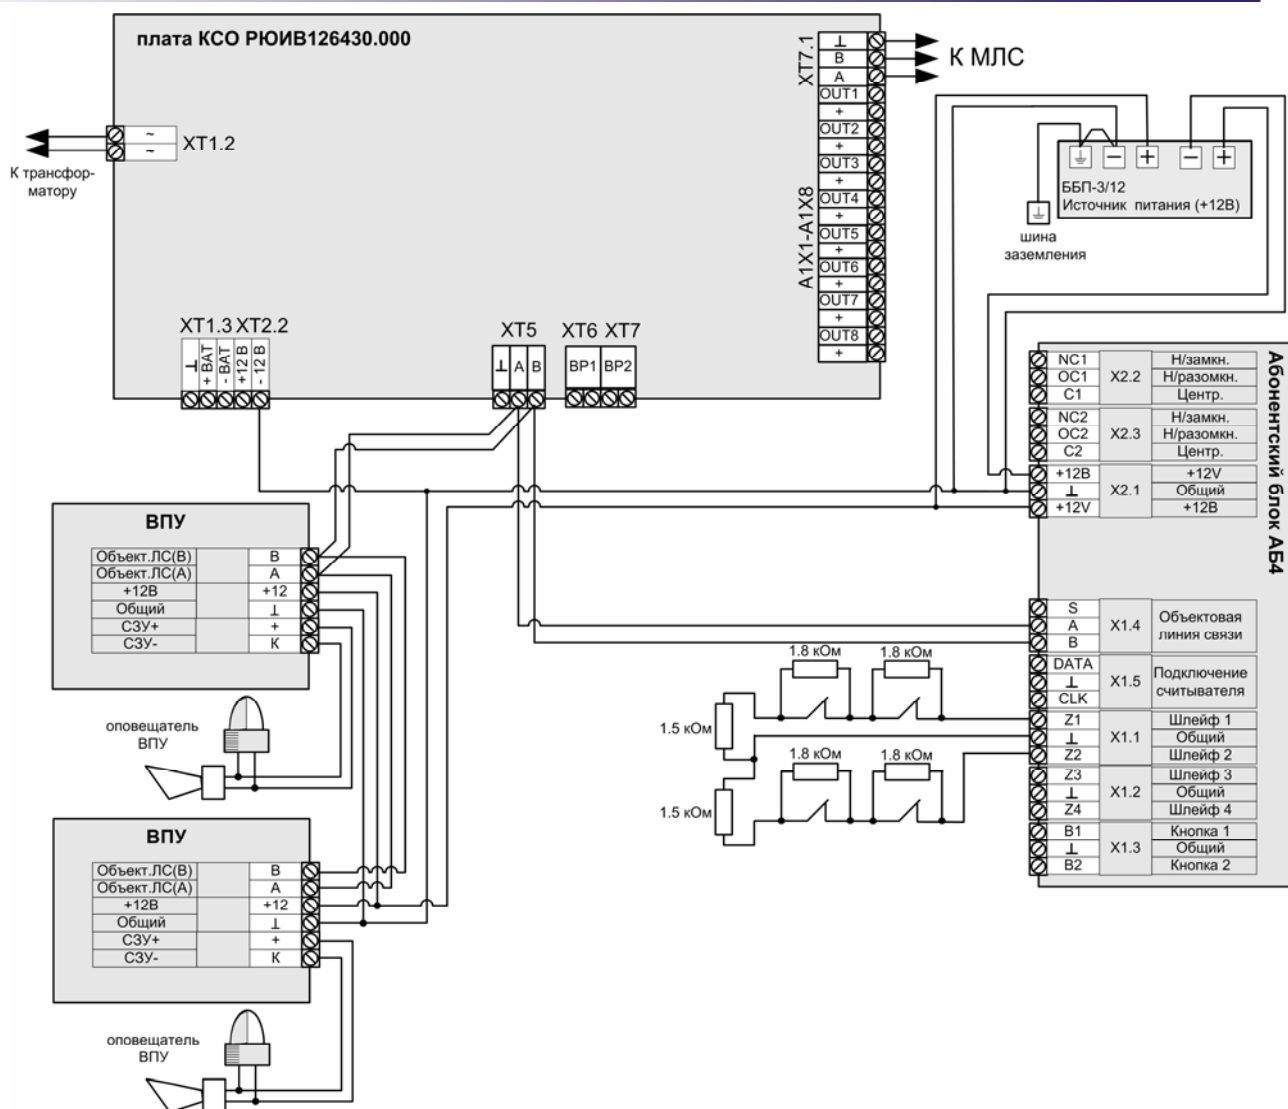 плата КСО РЮИВ126430.000
XT7.1
⊥
B
A
К МЛС
OUT1
+
OUT2
+
OUT3
+
OUT4
+
OUT5
+
OUT6
+
OUT7
+
OUT8
+
A1X1-A1X8
~
~
XT1.2
К трансфор-
матору
⊥ − + − +
ББП-3/12
Источник питания (+12В)
шина
заземления
XT1.3 XT2.2
⊥
+ BAT
- BAT
+12 В
- 12 В
XT5
⊥ A B
XT6 XT7
BP1 BP2
Абонентский блок АБ4
NC1 Н/замкн.
OC1 X2.2 Н/разомкн.
C1 Центр.
NC2 Н/замкн.
OC2 X2.3 Н/разомкн.
C2 Центр.
+12В +12V
⊥ X2.1 Общий
+12V +12В
S
A X1.4 Объектовая
B линия связи
DATA
⊥ X1.5 Подключение
CLK считывателя
Z1 Шлейф 1
⊥ X1.1 Общий
Z2 Шлейф 2
Z3 Шлейф 3
⊥ X1.2 Общий
Z4 Шлейф 4
B1 Кнопка 1
⊥ X1.3 Общий
B2 Кнопка 2
ВПУ
Объект.ЛС(В) В
Объект.ЛС(А) А
+12В +12
Общий ⊥
СЗУ+ +
СЗУ- К
оповещатель
ВПУ
1.8 кОм 1.8 кОм
1.5 кОм
1.8 кОм 1.8 кОм
1.5 кОм
ВПУ
Объект.ЛС(В) В
Объект.ЛС(А) А
+12В +12
Общий ⊥
СЗУ+ +
СЗУ- К
оповещатель
ВПУ